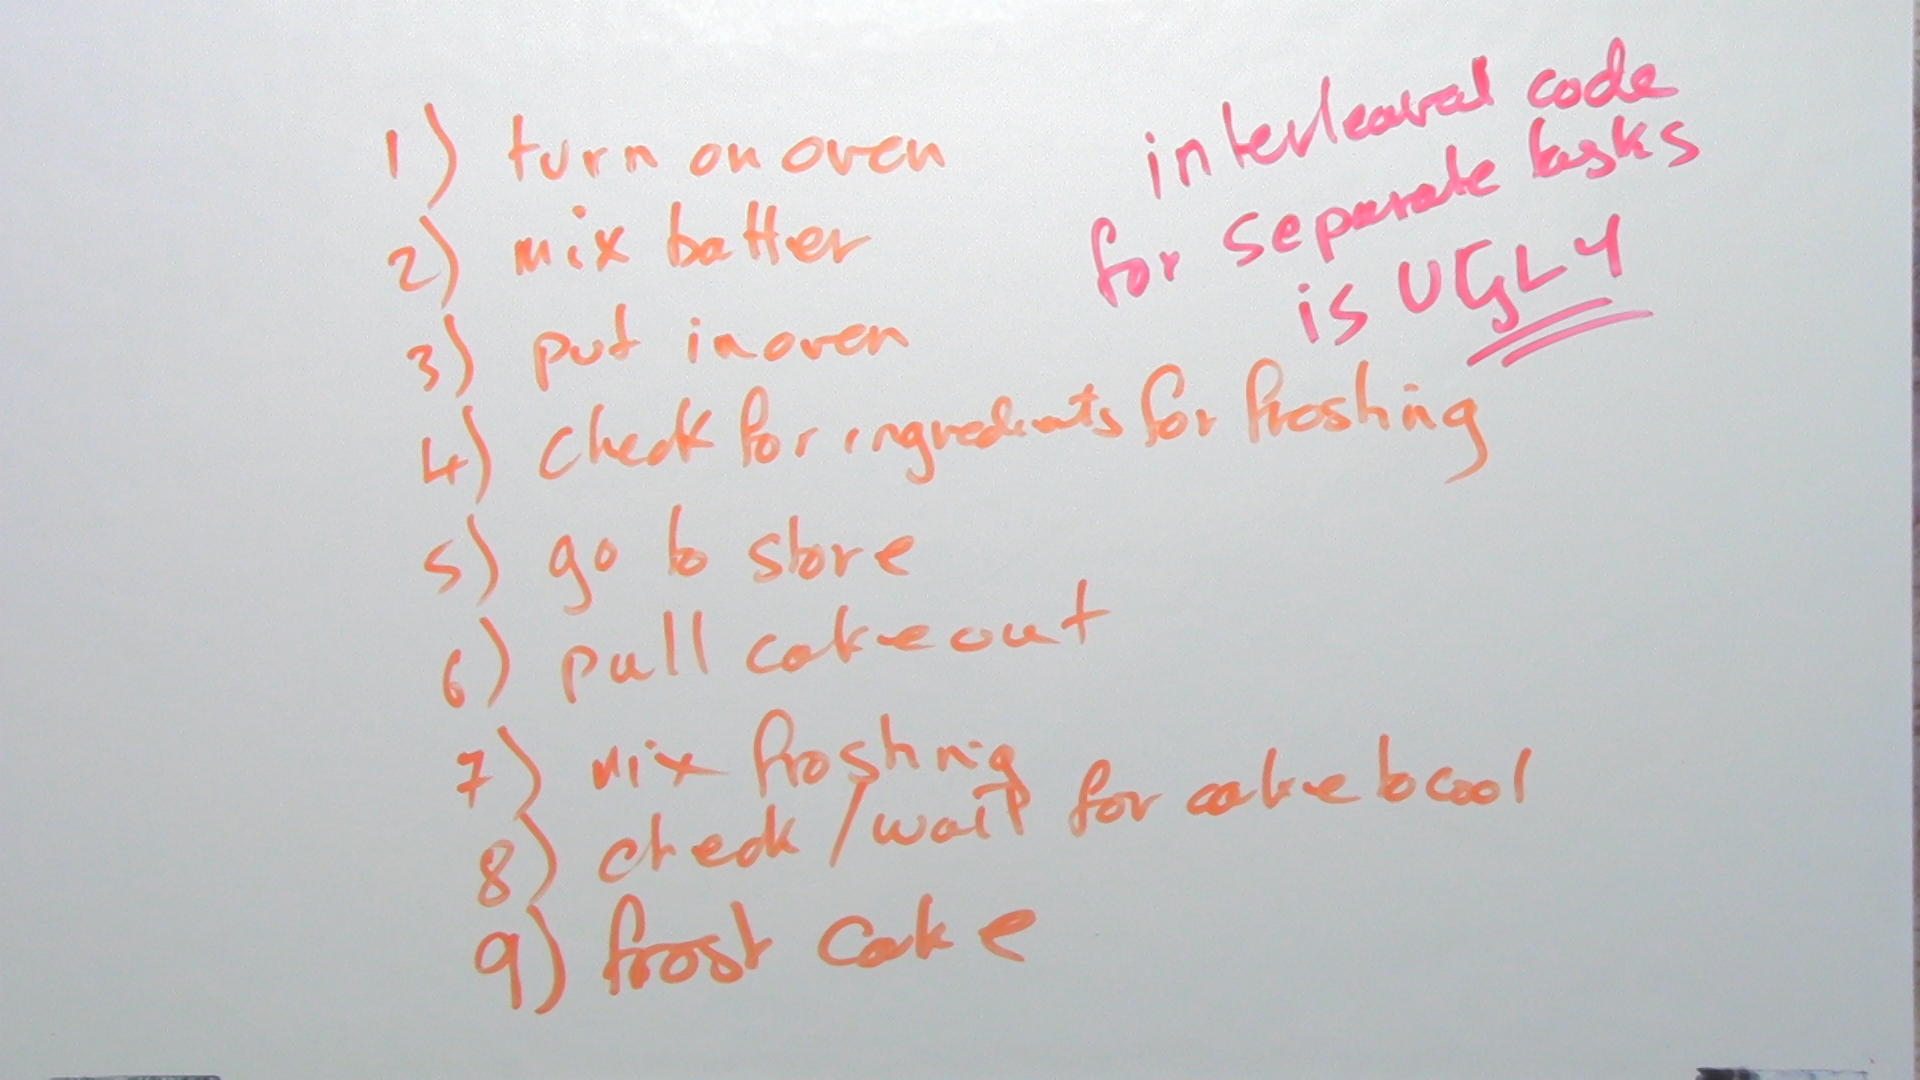 interleaved code
for separate tasks
is UGLY
1) turn on oven
2) mix batter
3) put in oven
4) check for ingredients for frosting
5) go to store
6) pull cake out
7) mix frosting
8) check/wait for cake to cool
9) frost cake